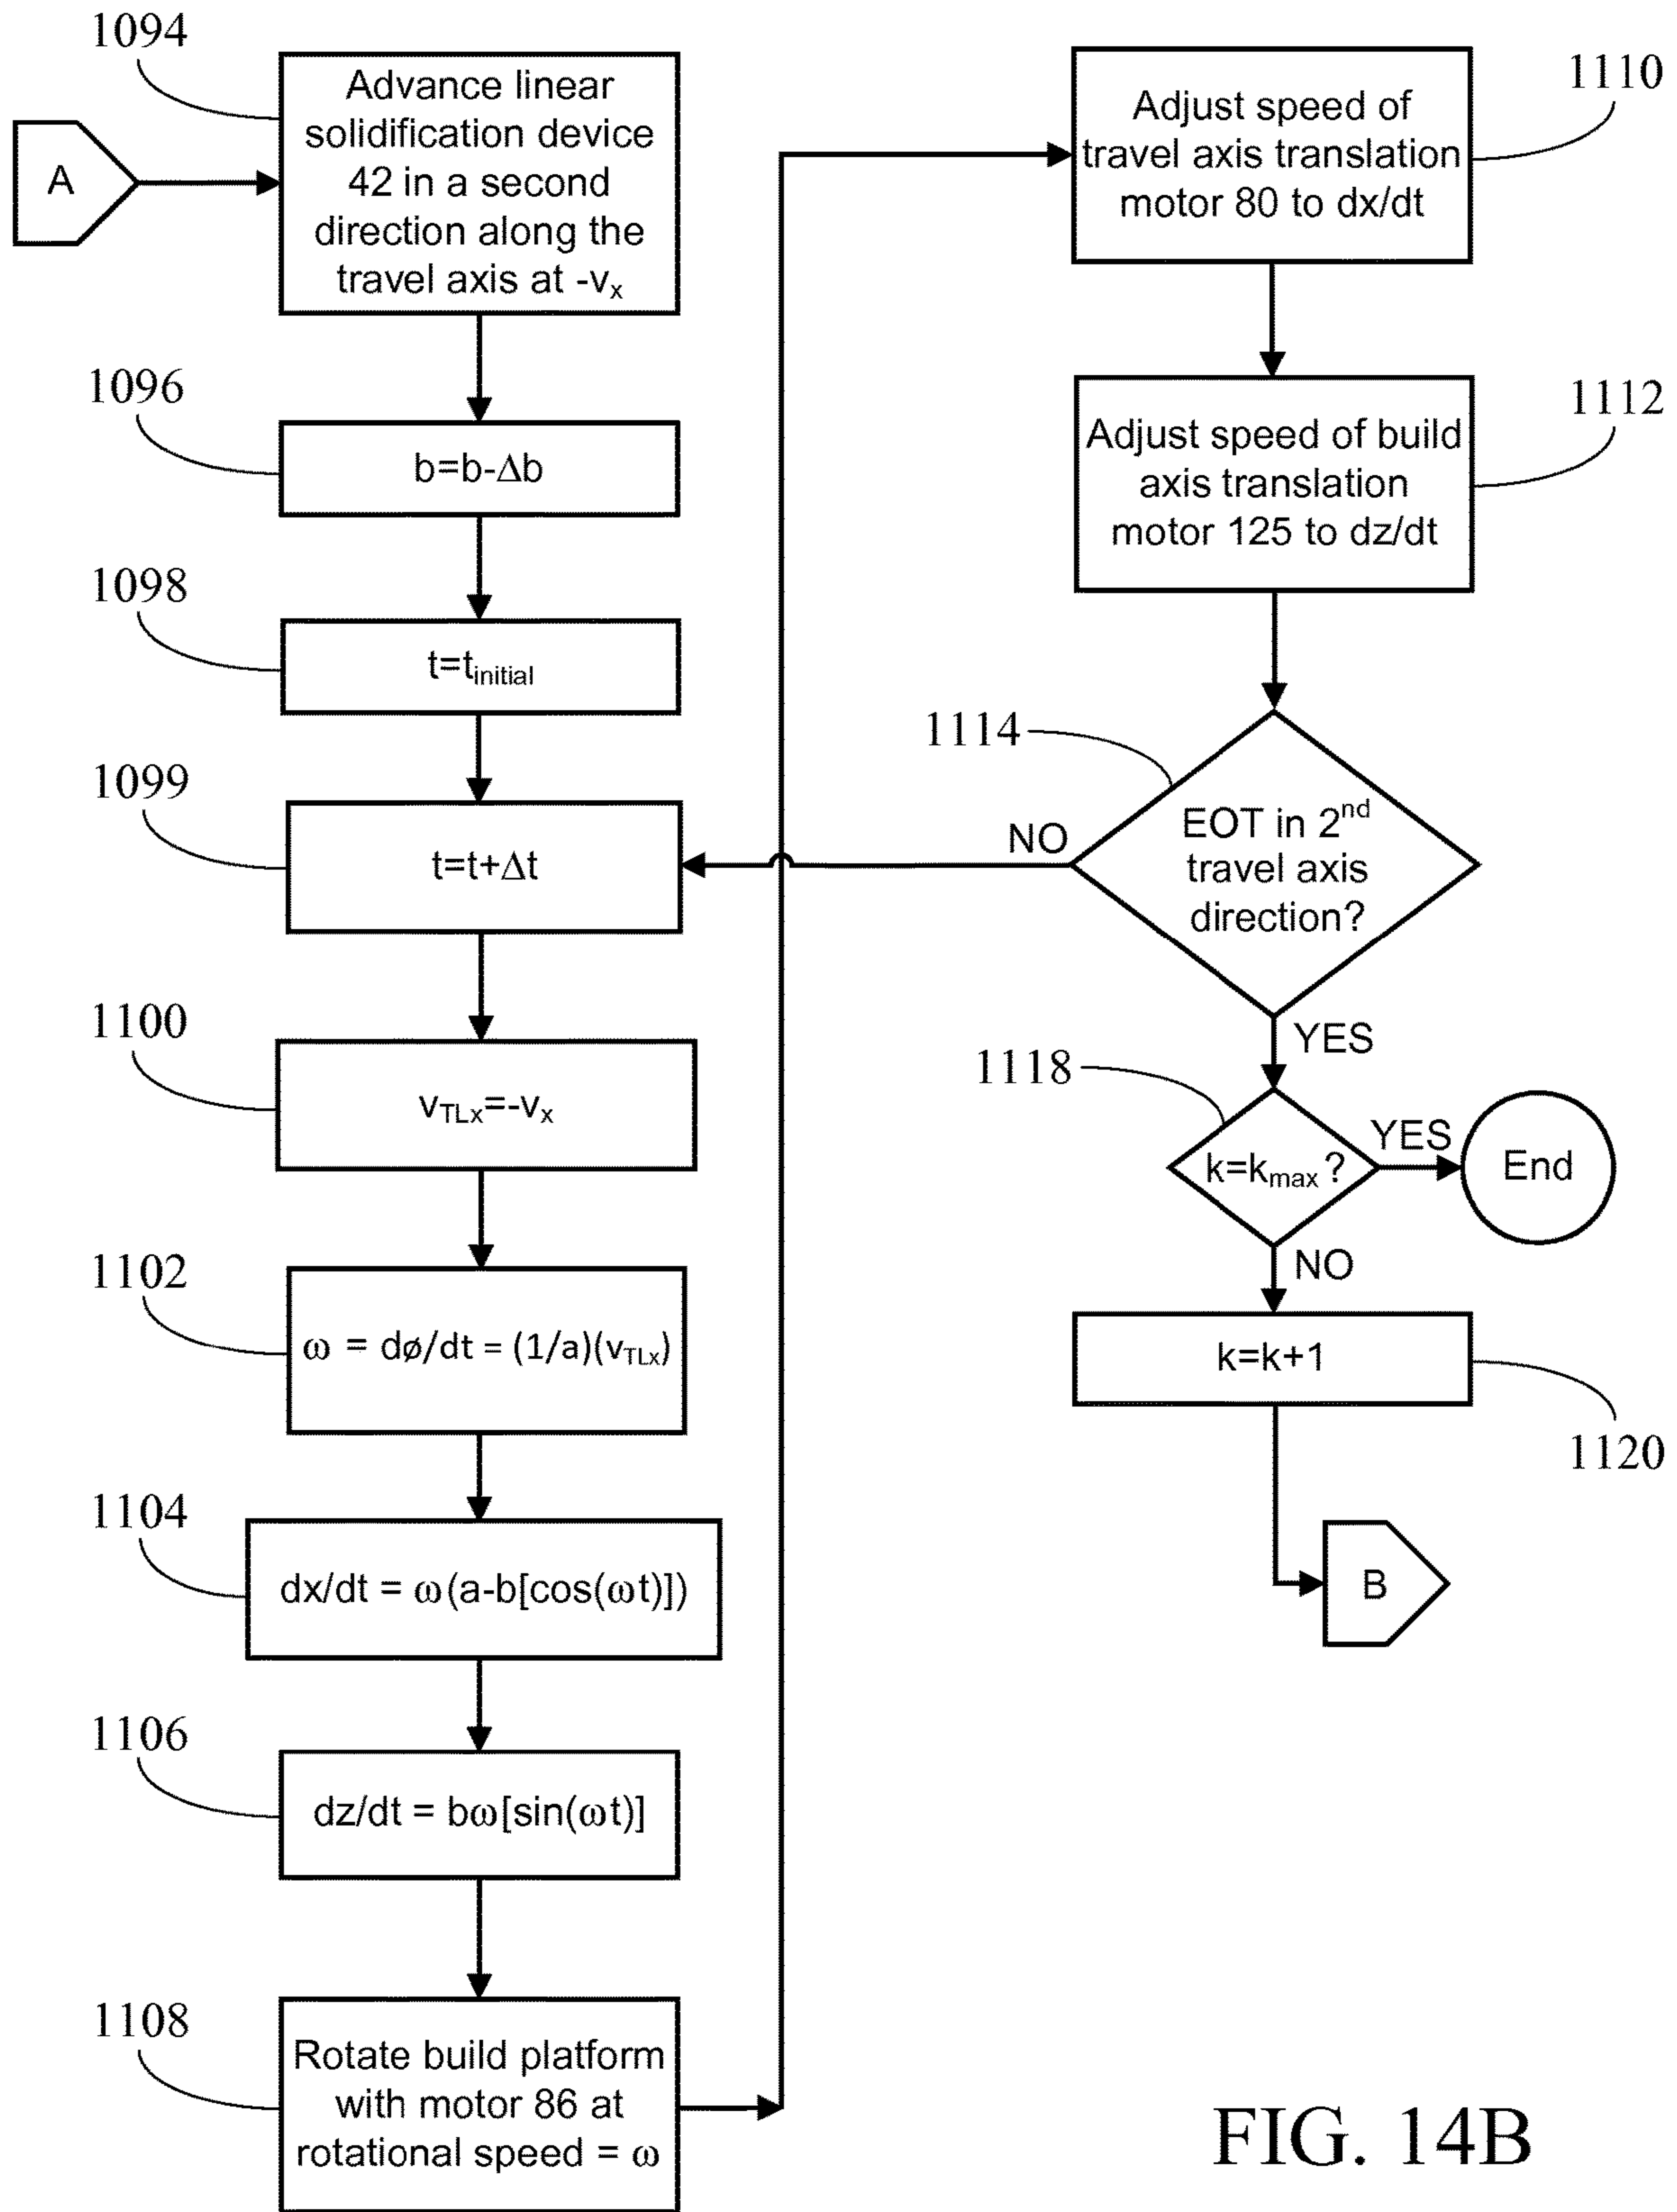 1094
A
Advance linear
solidification device
42 in a second
direction along the
travel axis at -vₓ
1096
b=b-Δb
1098
t=tinitial
1099
t=t+Δt
1100
vTLx=-vₓ
1102
ω = dø/dt = (1/a)(vTLx)
1104
dx/dt = ω(a-b[cos(ωt)])
1106
dz/dt = bω[sin(ωt)]
1108
Rotate build platform
with motor 86 at
rotational speed = ω
1110
Adjust speed of
travel axis translation
motor 80 to dx/dt
1112
Adjust speed of build
axis translation
motor 125 to dz/dt
1114
EOT in 2nd
travel axis
direction?
NO
YES
1118
k=kmax?
YES
End
NO
k=k+1
1120
B
FIG. 14B